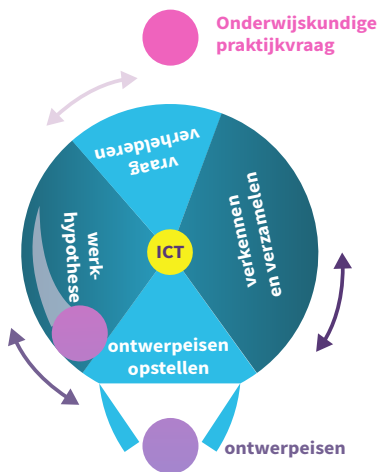 Onderwijskundige
praktijkvraag
vraag
verhelderen
verkennen
en verzamelen
werk-
hypothese
ICT
ontwerpeisen
opstellen
ontwerpeisen